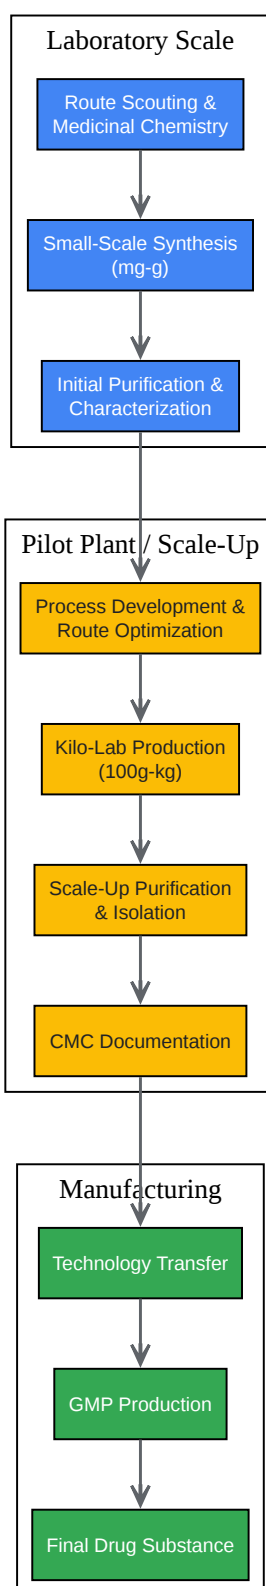 Laboratory Scale
Route Scouting &
Medicinal Chemistry
Small-Scale Synthesis
(mg-g)
Initial Purification &
Characterization
Pilot Plant / Scale-Up
Process Development &
Route Optimization
Kilo-Lab Production
(100g-kg)
Scale-Up Purification
& Isolation
CMC Documentation
Manufacturing
Technology Transfer
GMP Production
Final Drug Substance